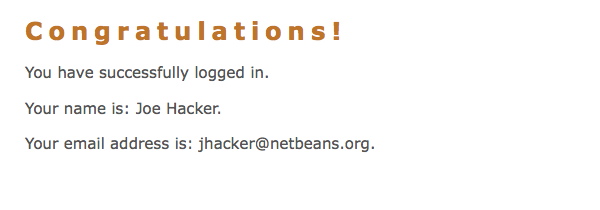 Congratulations!
You have successfully logged in.
Your name is: Joe Hacker.
Your email address is: jhacker@netbeans.org.